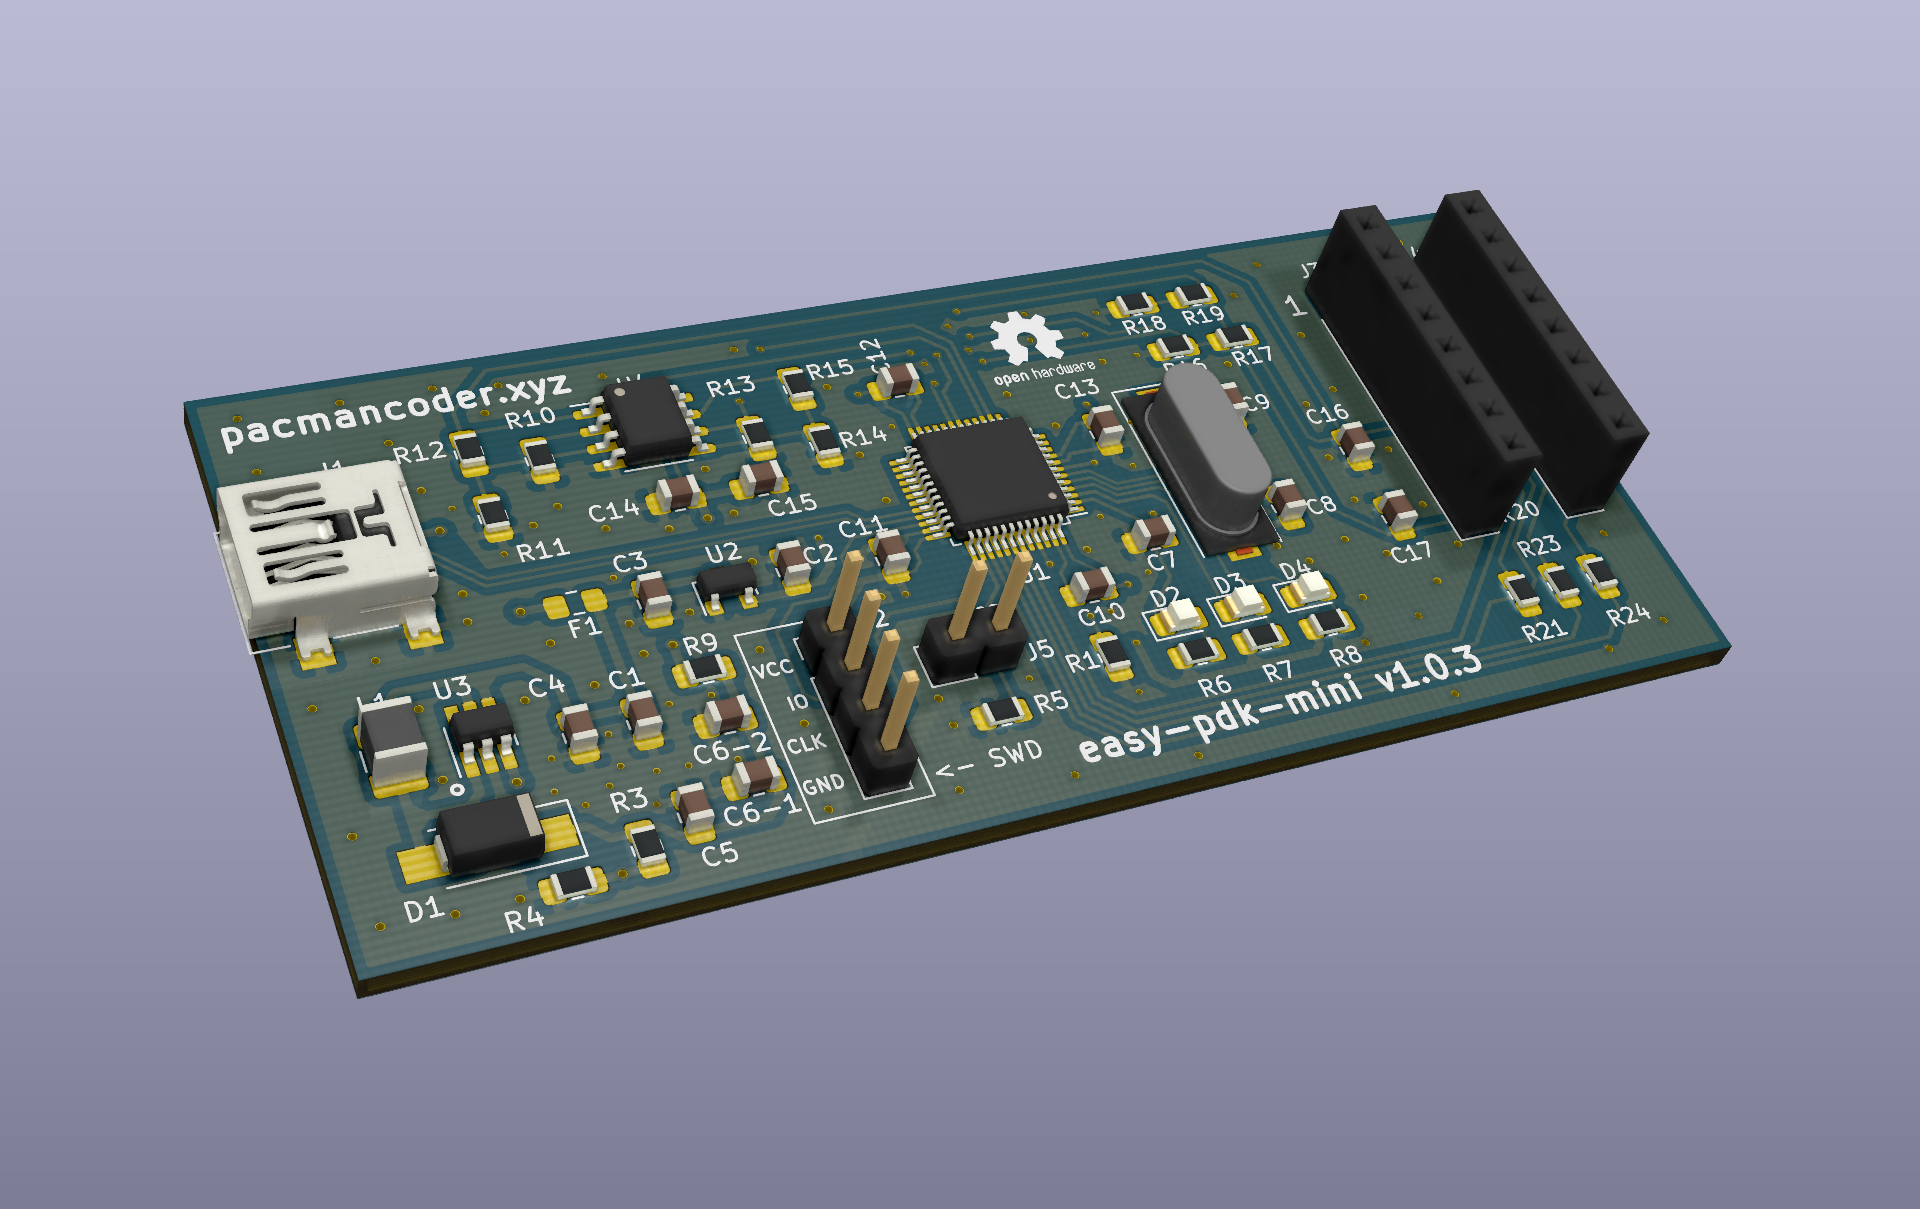 pacmancoder.xyz
R10
R12
R11
R13
R15
C12
R14
C14
C15
C11
C3
U2
C2
F1
R9
U3
C4
C1
C6-2
C6-1
R3
C5
D1
R4
VCC
IO
CLK
GND
<- SWD
J5
R5
open hardware
C13
R18
R19
R17
C9
C16
C8
C17
C7
C10
D2
D3
D4
R1
R6
R7
R8
1
R20
R23
R21
R24
easy-pdk-mini v1.0.3